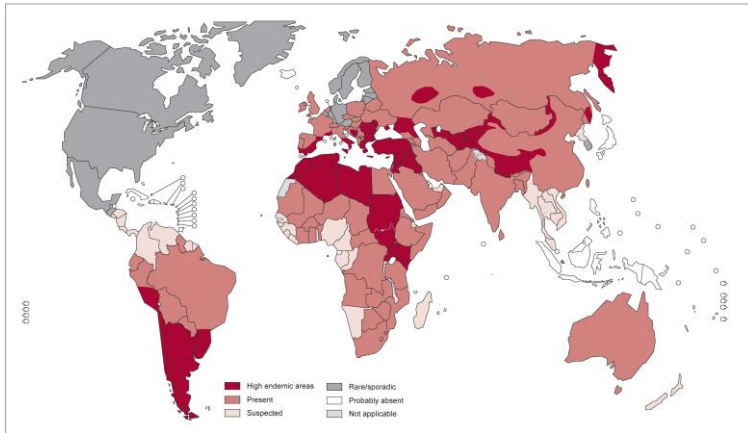 High endemic areas
Present
Suspected
Rare/sporadic
Probably absent
Not applicable